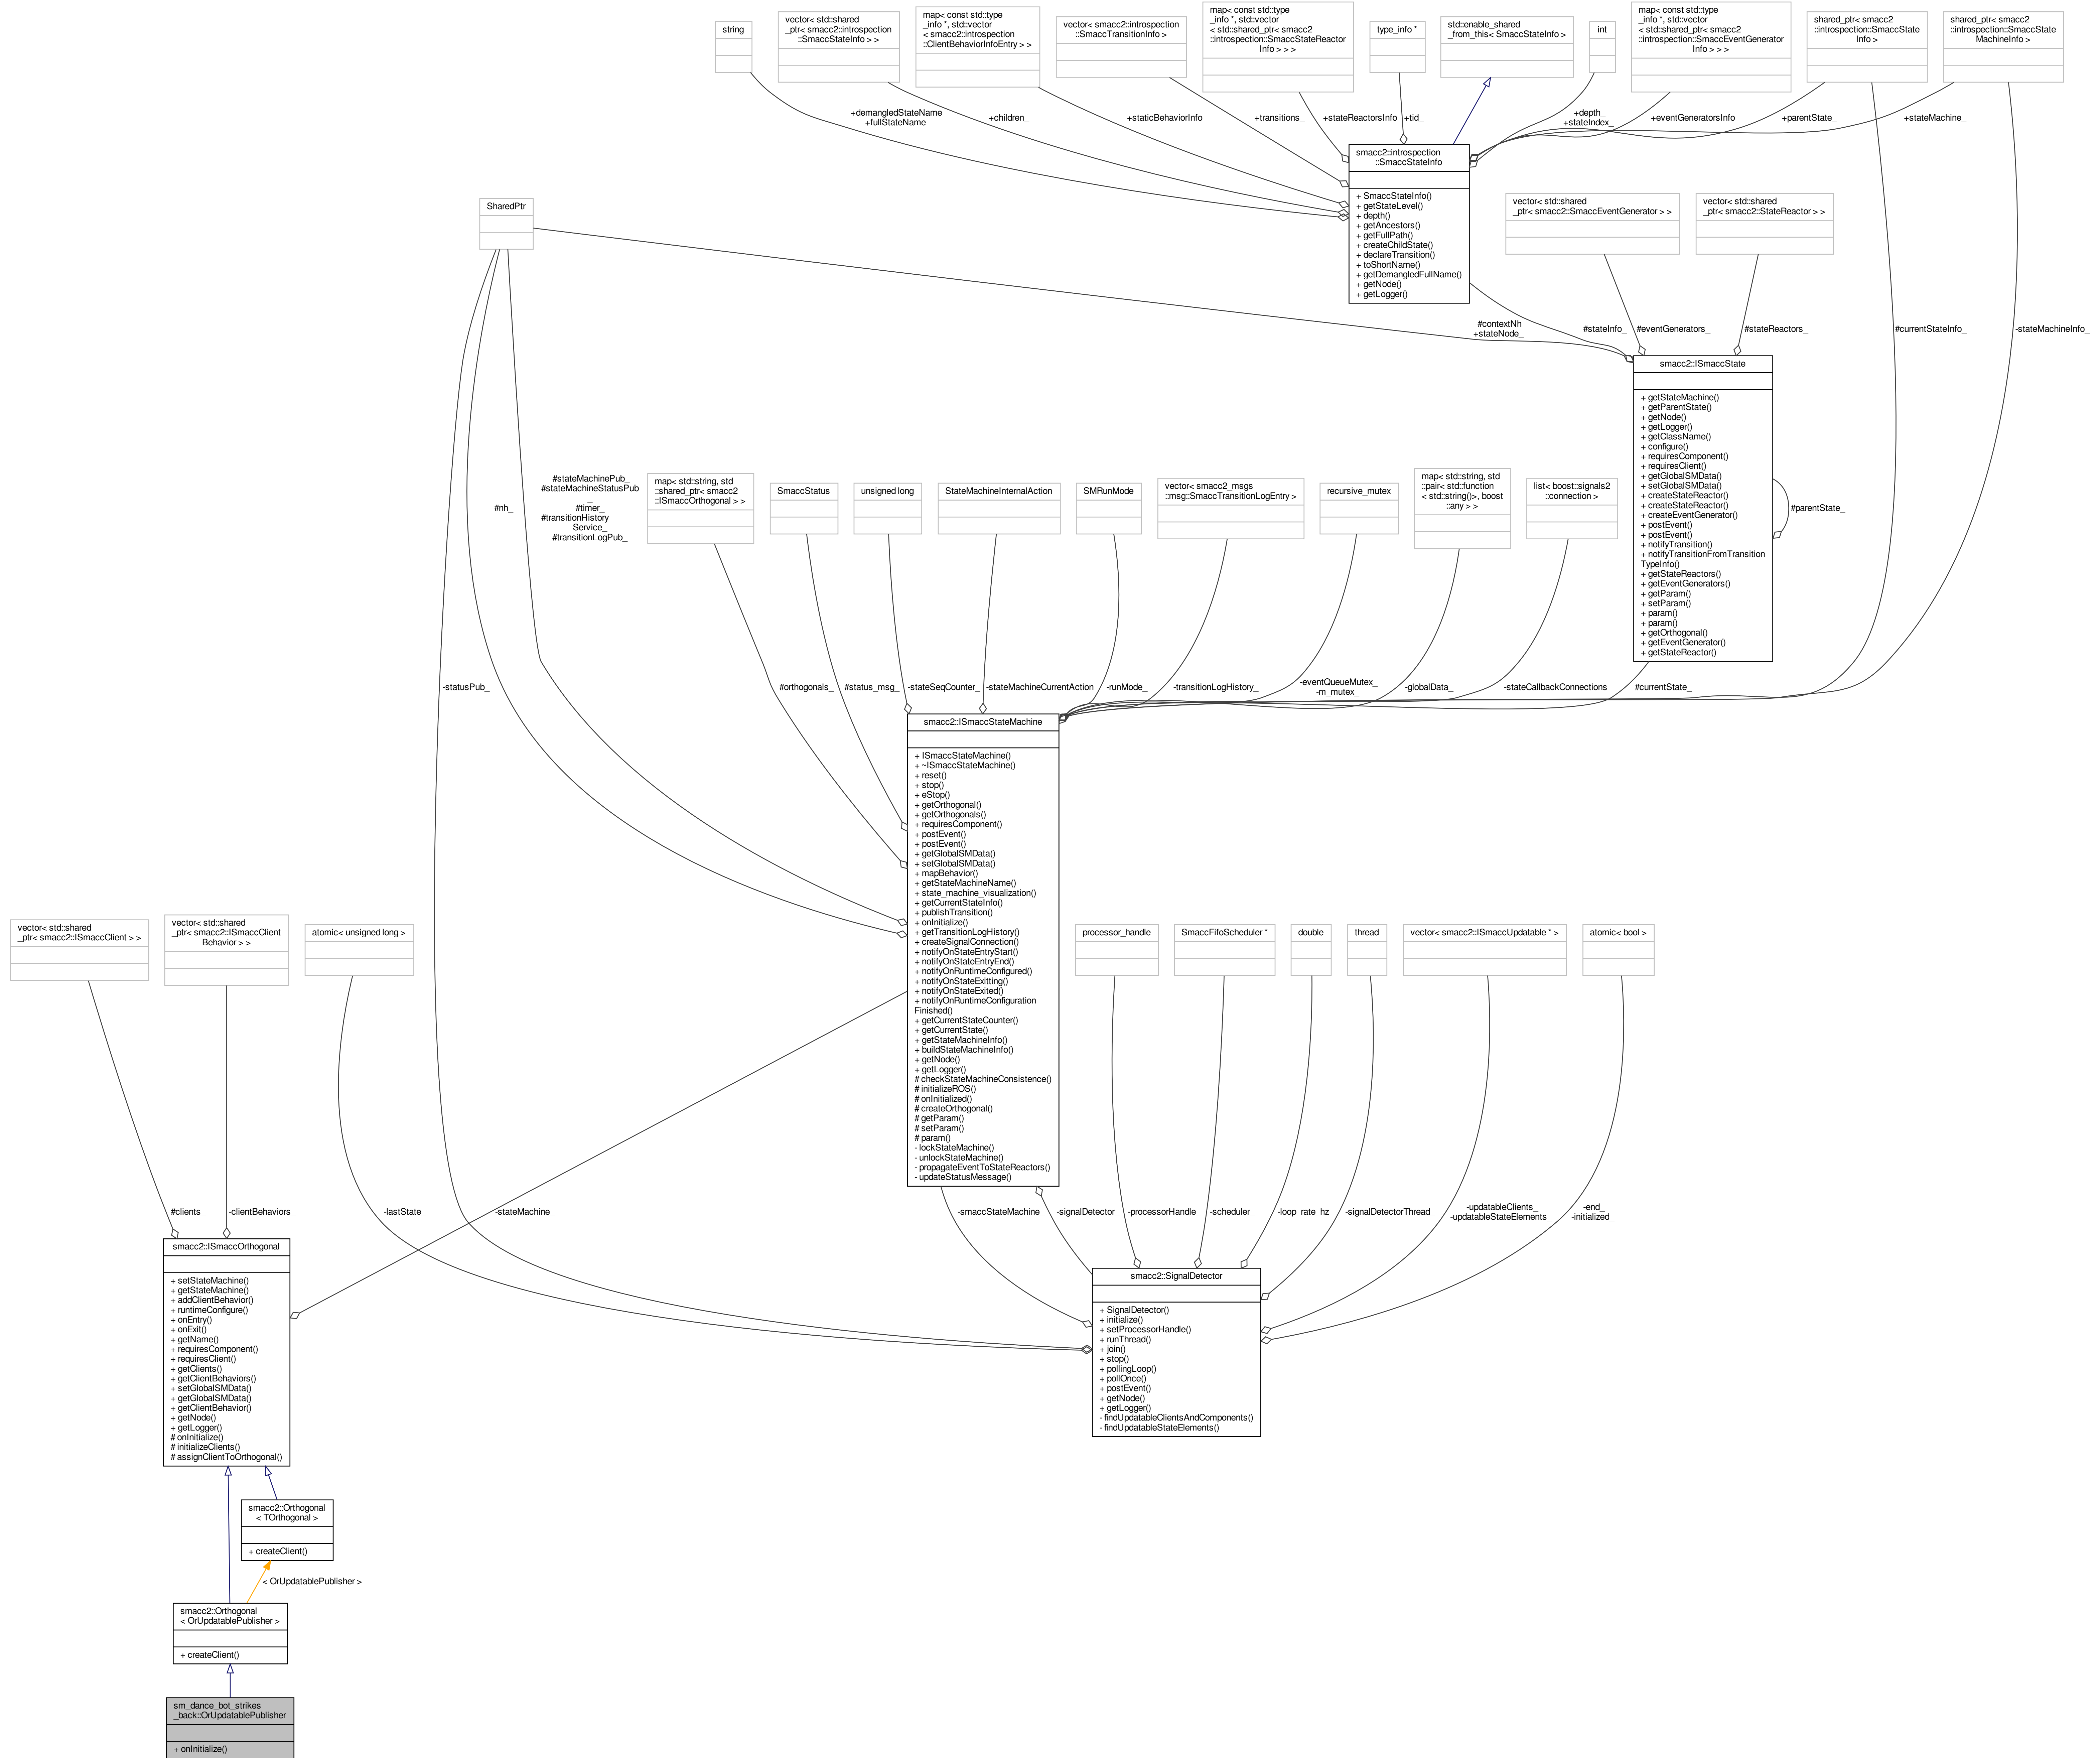 string
vector< std::shared
_ptr< smacc2::introspection
::SmaccStateInfo > >
map< const std::type
_info *, std::vector
< smacc2::introspection
::ClientBehaviorInfoEntry > >
vector< smacc2::introspection
::SmaccTransitionInfo >
map< const std::type
_info *, std::vector
< std::shared_ptr< smacc2
::introspection::SmaccStateReactor
Info > > >
type_info *
std::enable_shared
_from_this< SmaccStateInfo >
int
map< const std::type
_info *, std::vector
< std::shared_ptr< smacc2
::introspection::SmaccEventGenerator
Info > > >
shared_ptr< smacc2
::introspection::SmaccState
Info >
shared_ptr< smacc2
::introspection::SmaccState
MachineInfo >
+demangledStateName
+fullStateName
+children_
+staticBehaviorInfo
+transitions_
+stateReactorsInfo
+tid_
+depth_
+stateIndex_
+eventGeneratorsInfo
+parentState_
+stateMachine_
smacc2::introspection
::SmaccStateInfo
+ SmaccStateInfo()
+ getStateLevel()
+ depth()
+ getAncestors()
+ getFullPath()
+ createChildState()
+ declareTransition()
+ toShortName()
+ getDemangledFullName()
+ getNode()
+ getLogger()
SharedPtr
vector< std::shared
_ptr< smacc2::SmaccEventGenerator > >
vector< std::shared
_ptr< smacc2::StateReactor > >
#contextNh
+stateNode_
#stateInfo_
#eventGenerators_
#stateReactors_
#currentStateInfo_
-stateMachineInfo_
smacc2::ISmaccState
+ getStateMachine()
+ getParentState()
+ getNode()
+ getLogger()
+ getClassName()
+ configure()
+ requiresComponent()
+ requiresClient()
+ getGlobalSMData()
+ setGlobalSMData()
+ createStateReactor()
+ createStateReactor()
+ createEventGenerator()
+ postEvent()
+ postEvent()
+ notifyTransition()
+ notifyTransitionFromTransition
TypeInfo()
+ getStateReactors()
+ getEventGenerators()
+ getParam()
+ setParam()
+ param()
+ param()
+ getOrthogonal()
+ getEventGenerator()
+ getStateReactor()
#parentState_
#nh_
#stateMachinePub_
#stateMachineStatusPub
_
#timer_
#transitionHistory
Service_
#transitionLogPub_
map< std::string, std
::shared_ptr< smacc2
::ISmaccOrthogonal > >
SmaccStatus
unsigned long
StateMachineInternalAction
SMRunMode
vector< smacc2_msgs
::msg::SmaccTransitionLogEntry >
recursive_mutex
map< std::string, std
::pair< std::function
< std::string()>, boost
::any > >
list< boost::signals2
::connection >
-statusPub_
#orthogonals_
#status_msg_
-stateSeqCounter_
-stateMachineCurrentAction
-runMode_
-transitionLogHistory_
-eventQueueMutex_
-m_mutex_
-globalData_
-stateCallbackConnections
#currentState_
smacc2::ISmaccStateMachine
+ ISmaccStateMachine()
+ ~ISmaccStateMachine()
+ reset()
+ stop()
+ eStop()
+ getOrthogonal()
+ getOrthogonals()
+ requiresComponent()
+ postEvent()
+ postEvent()
+ getGlobalSMData()
+ setGlobalSMData()
+ mapBehavior()
+ getStateMachineName()
+ state_machine_visualization()
+ getCurrentStateInfo()
+ publishTransition()
+ onInitialize()
+ getTransitionLogHistory()
+ createSignalConnection()
+ notifyOnStateEntryStart()
+ notifyOnStateEntryEnd()
+ notifyOnRuntimeConfigured()
+ notifyOnStateExitting()
+ notifyOnStateExited()
+ notifyOnRuntimeConfiguration
Finished()
+ getCurrentStateCounter()
+ getCurrentState()
+ getStateMachineInfo()
+ buildStateMachineInfo()
+ getNode()
+ getLogger()
# checkStateMachineConsistence()
# initializeROS()
# onInitialized()
# createOrthogonal()
# getParam()
# setParam()
# param()
- lockStateMachine()
- unlockStateMachine()
- propagateEventToStateReactors()
- updateStatusMessage()
vector< std::shared
_ptr< smacc2::ISmaccClient > >
vector< std::shared
_ptr< smacc2::ISmaccClient
Behavior > >
atomic< unsigned long >
processor_handle
SmaccFifoScheduler *
double
thread
vector< smacc2::ISmaccUpdatable * >
atomic< bool >
#clients_
-clientBehaviors_
-lastState_
-stateMachine_
-smaccStateMachine_
-signalDetector_
-processorHandle_
-scheduler_
-loop_rate_hz
-signalDetectorThread_
-updatableClients_
-updatableStateElements_
-end_
-initialized_
smacc2::ISmaccOrthogonal
+ setStateMachine()
+ getStateMachine()
+ addClientBehavior()
+ runtimeConfigure()
+ onEntry()
+ onExit()
+ getName()
+ requiresComponent()
+ requiresClient()
+ getClients()
+ getClientBehaviors()
+ setGlobalSMData()
+ getGlobalSMData()
+ getClientBehavior()
+ getNode()
+ getLogger()
# onInitialize()
# initializeClients()
# assignClientToOrthogonal()
smacc2::SignalDetector
+ SignalDetector()
+ initialize()
+ setProcessorHandle()
+ runThread()
+ join()
+ stop()
+ pollingLoop()
+ pollOnce()
+ postEvent()
+ getNode()
+ getLogger()
- findUpdatableClientsAndComponents()
- findUpdatableStateElements()
smacc2::Orthogonal
< TOrthogonal >
+ createClient()
< OrUpdatablePublisher >
smacc2::Orthogonal
< OrUpdatablePublisher >
+ createClient()
sm_dance_bot_strikes
_back::OrUpdatablePublisher
+ onInitialize()